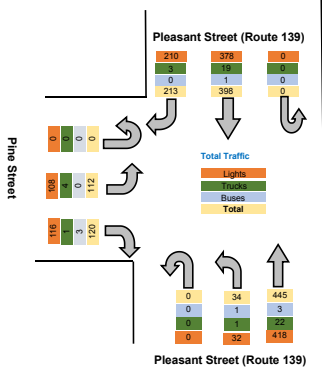 Pleasant Street (Route 139)
210 378 0
3 19 0
0 1 0
213 398 0
0 0 0 0
Pine Street
108 4 0 112
116 1 3 120
Total Traffic
Lights
Trucks
Buses
Total
0 34 445
0 1 3
0 1 22
0 32 418
Pleasant Street (Route 139)